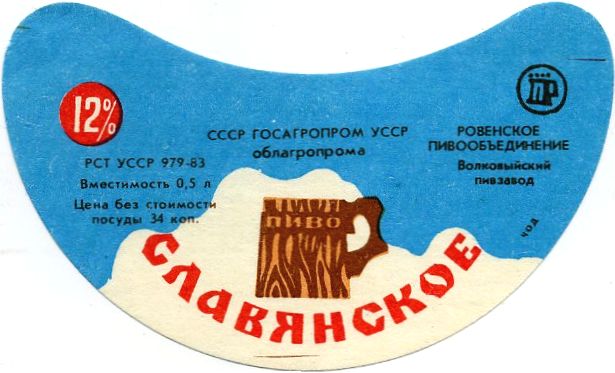 12%
РСТ УССР 979-83
Вместимость 0,5 л
Цена без стоимости
посуды 34 коп.
СССР ГОСАГРОПРОМ УССР
облагропрома
ПР
РОВЕНСКОЕ
ПИВООБЪЕДИНЕНИЕ
Волковыйский
пивзавод
ПИВО
СЛАВЯНСКОЕ